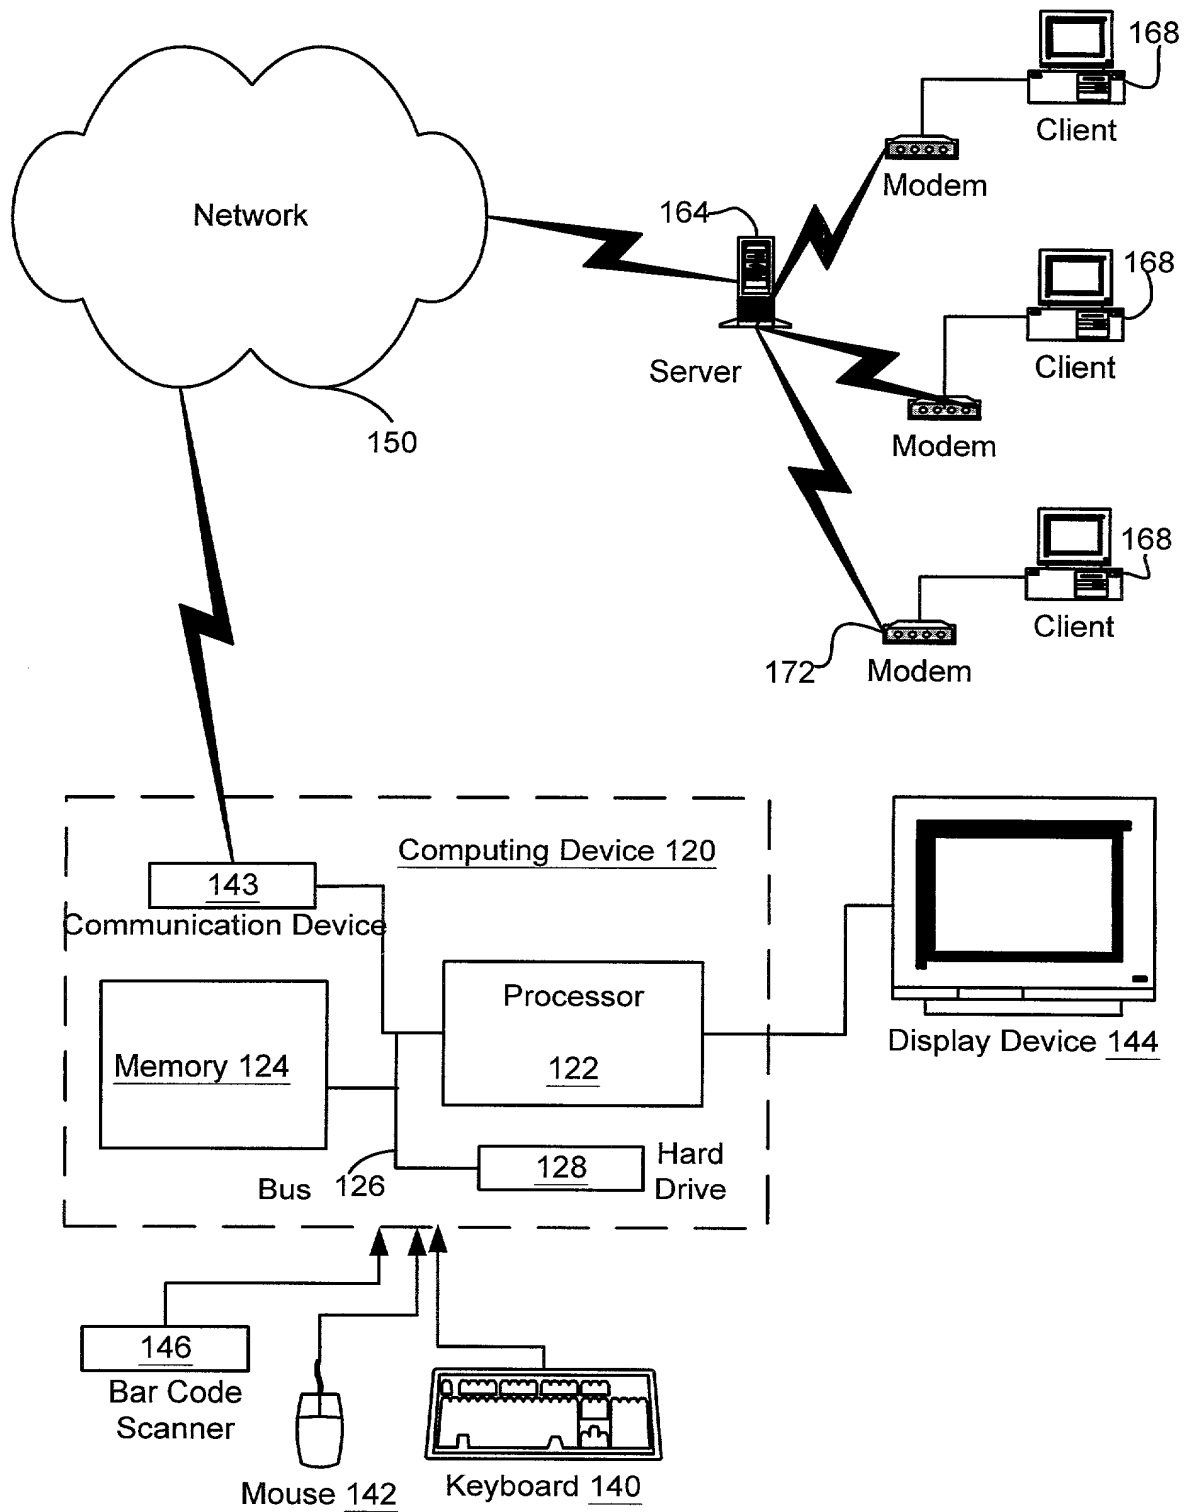 168
Client
Modem
Network
164
168
Server
Client
150
Modem
168
Client
172
Modem
Computing Device 120
143
Communication Device
Processor
122
Memory 124
Display Device 144
Bus
126
128
Hard
Drive
146
Bar Code
Scanner
Mouse 142
Keyboard 140